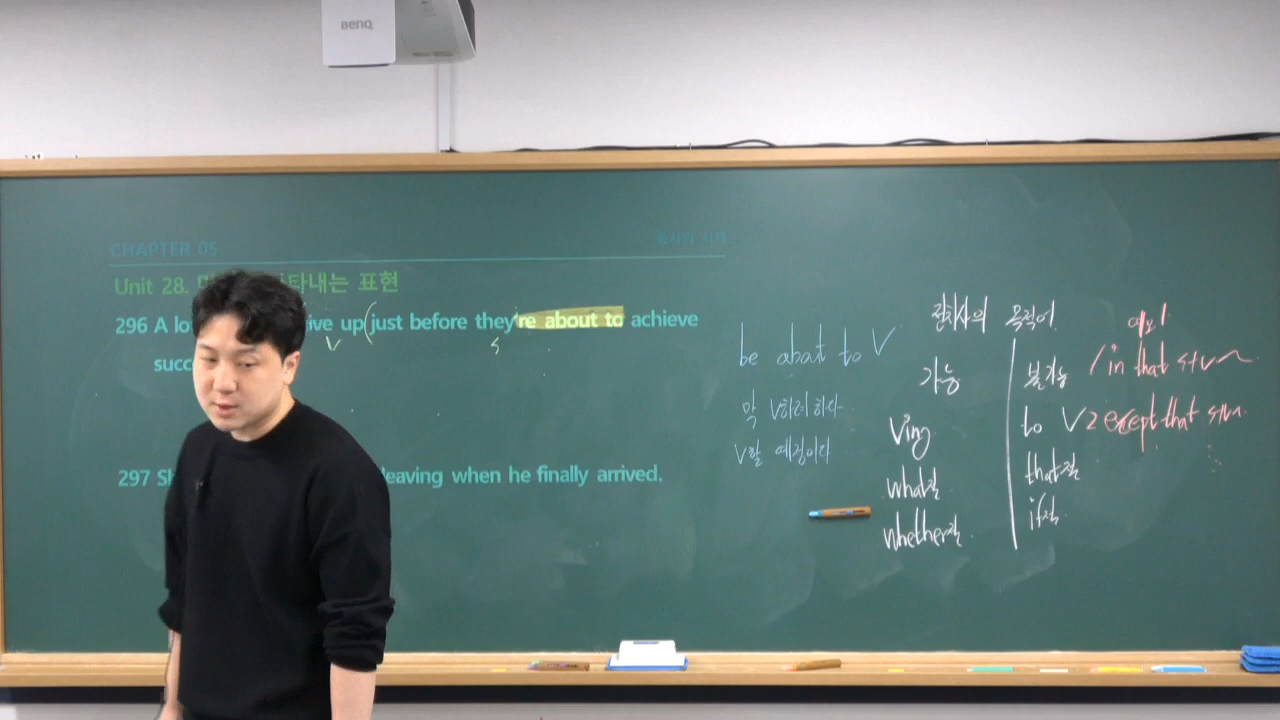 BenQ
CHAPTER 05
동사의 시제
Unit 28. 타내는 표현
296 A lo ive up(just before they're about to achieve
V
s
succ
297 S leaving when he finally arrived.
be about to V
막 V하려 하다
V할 예정이다
전치사의 목적어
가능
Ving
what절
whether절
불가능
to V
that절
if절
1 in that s+v~
2 except that s+v~